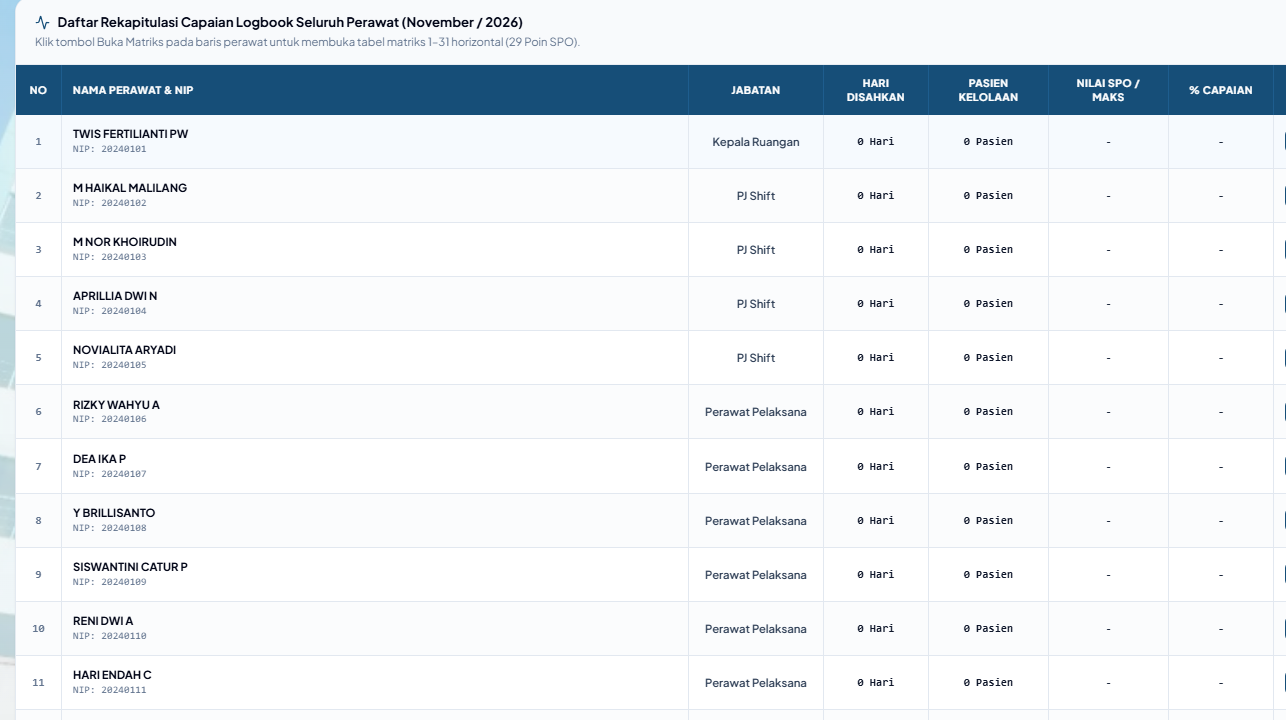 Daftar Rekapitulasi Capaian Logbook Seluruh Perawat (November / 2026)
Klik tombol Buka Matriks pada baris perawat untuk membuka tabel matriks 1-31 horizontal (29 Poin SPO).
NO NAMA PERAWAT & NIP JABATAN HARI DISAHKAN PASIEN KELOLAAN NILAI SPO / MAKS % CAPAIAN
1 TWIS FERTILIANTI PW Kepala Ruangan 0 Hari 0 Pasien - -
NIP: 20240101
2 M HAIKAL MALILANG PJ Shift 0 Hari 0 Pasien - -
NIP: 20240102
3 M NOR KHOIRUDIN PJ Shift 0 Hari 0 Pasien - -
NIP: 20240103
4 APRILLIA DWI N PJ Shift 0 Hari 0 Pasien - -
NIP: 20240104
5 NOVIALITA ARYADI PJ Shift 0 Hari 0 Pasien - -
NIP: 20240105
6 RIZKY WAHYU A Perawat Pelaksana 0 Hari 0 Pasien - -
NIP: 20240106
7 DEA IKA P Perawat Pelaksana 0 Hari 0 Pasien - -
NIP: 20240107
8 Y BRILLISANTO Perawat Pelaksana 0 Hari 0 Pasien - -
NIP: 20240108
9 SISWANTINI CATUR P Perawat Pelaksana 0 Hari 0 Pasien - -
NIP: 20240109
10 RENI DWI A Perawat Pelaksana 0 Hari 0 Pasien - -
NIP: 20240110
11 HARI ENDAH C Perawat Pelaksana 0 Hari 0 Pasien - -
NIP: 20240111